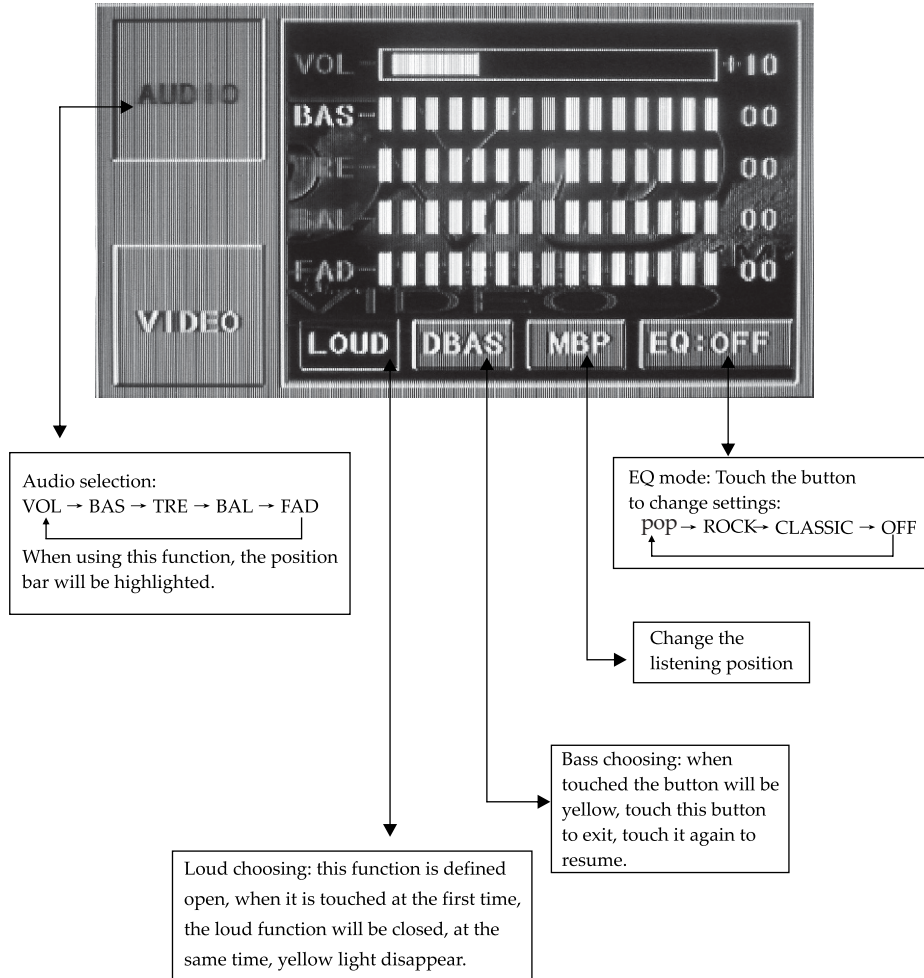 AUDIO
VIDEO
VOL +10
BAS 00
TRE 00
BAL 00
FAD 00
LOUD DBAS MBP EQ:OFF
Audio selection:
VOL → BAS → TRE → BAL → FAD
When using this function, the position
bar will be highlighted.
EQ mode: Touch the button
to change settings:
pop → ROCK → CLASSIC → OFF
Change the
listening position
Bass choosing: when
touched the button will be
yellow, touch this button
to exit, touch it again to
resume.
Loud choosing: this function is defined
open, when it is touched at the first time,
the loud function will be closed, at the
same time, yellow light disappear.